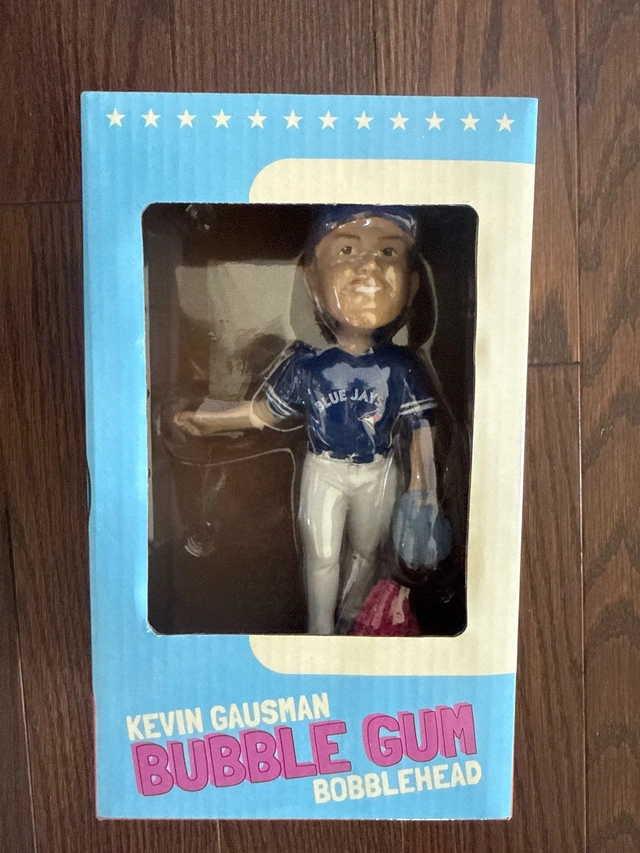 BLUE JAYS
KEVIN GAUSMAN
BUBBLE GUM
BOBBLEHEAD